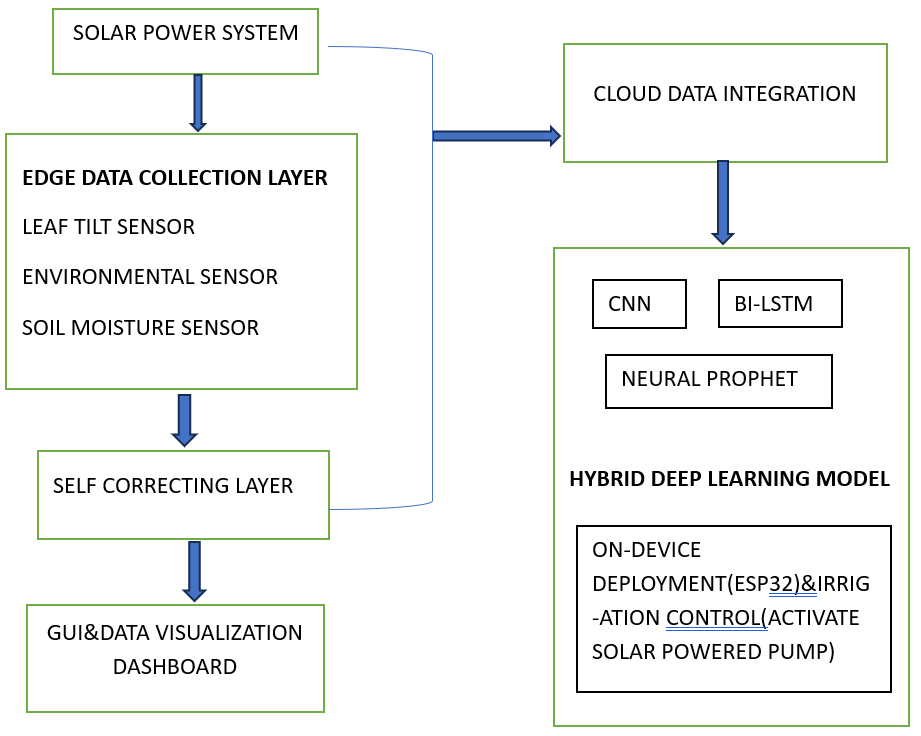 SOLAR POWER SYSTEM
EDGE DATA COLLECTION LAYER
LEAF TILT SENSOR
ENVIRONMENTAL SENSOR
SOIL MOISTURE SENSOR
SELF CORRECTING LAYER
GUI&DATA VISUALIZATION
DASHBOARD
CLOUD DATA INTEGRATION
CNN
BI-LSTM
NEURAL PROPHET
HYBRID DEEP LEARNING MODEL
ON-DEVICE
DEPLOYMENT(ESP32)&IRRIG
-ATION CONTROL(ACTIVATE
SOLAR POWERED PUMP)